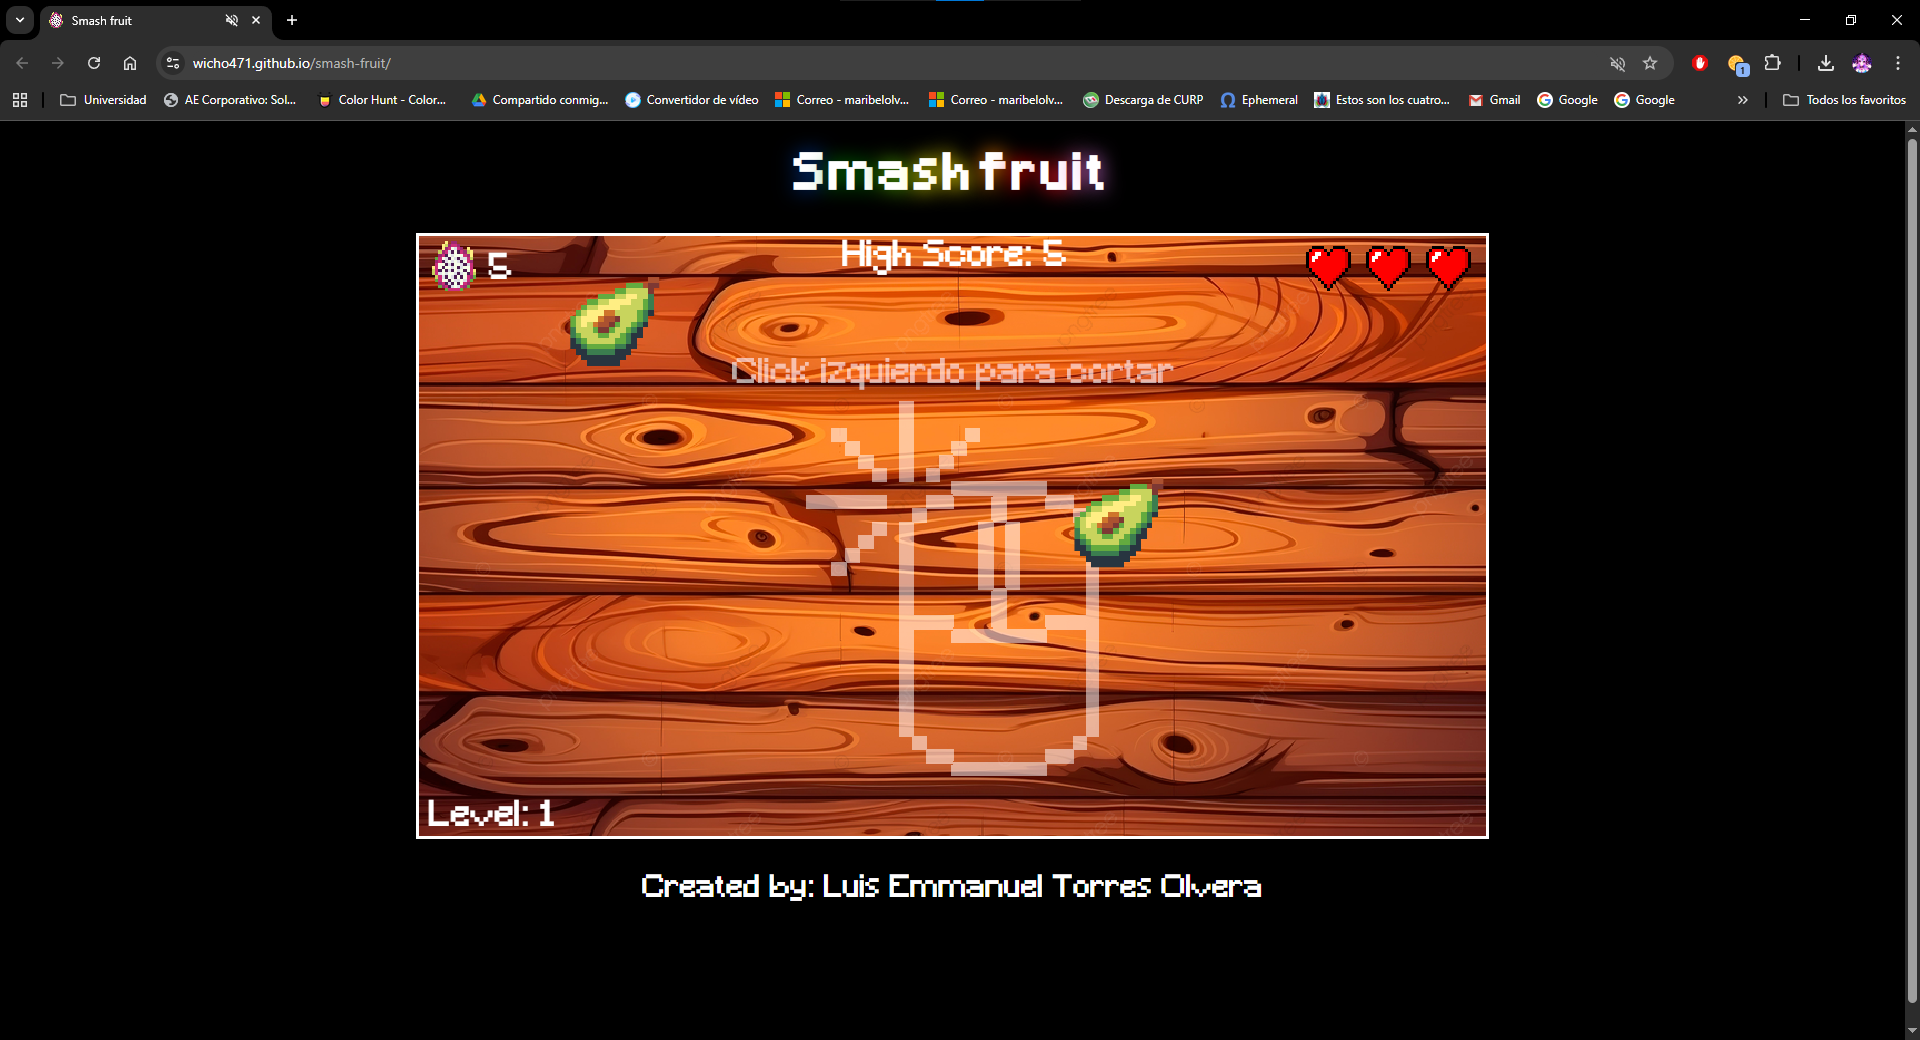 Smash fruit
wicho471.github.io/smash-fruit/
1
Universidad
AE Corporativo: Sol...
Color Hunt - Color...
Compartido conmig...
Convertidor de vídeo
Correo - maribelolv...
Correo - maribelolv...
Descarga de CURP
Ephemeral
Estos son los cuatro...
Gmail
Google
Google
Todos los favoritos
Smash fruit
5
High Score: 5
Click izquierdo para cortar
Level: 1
Created by: Luis Emmanuel Torres Olvera